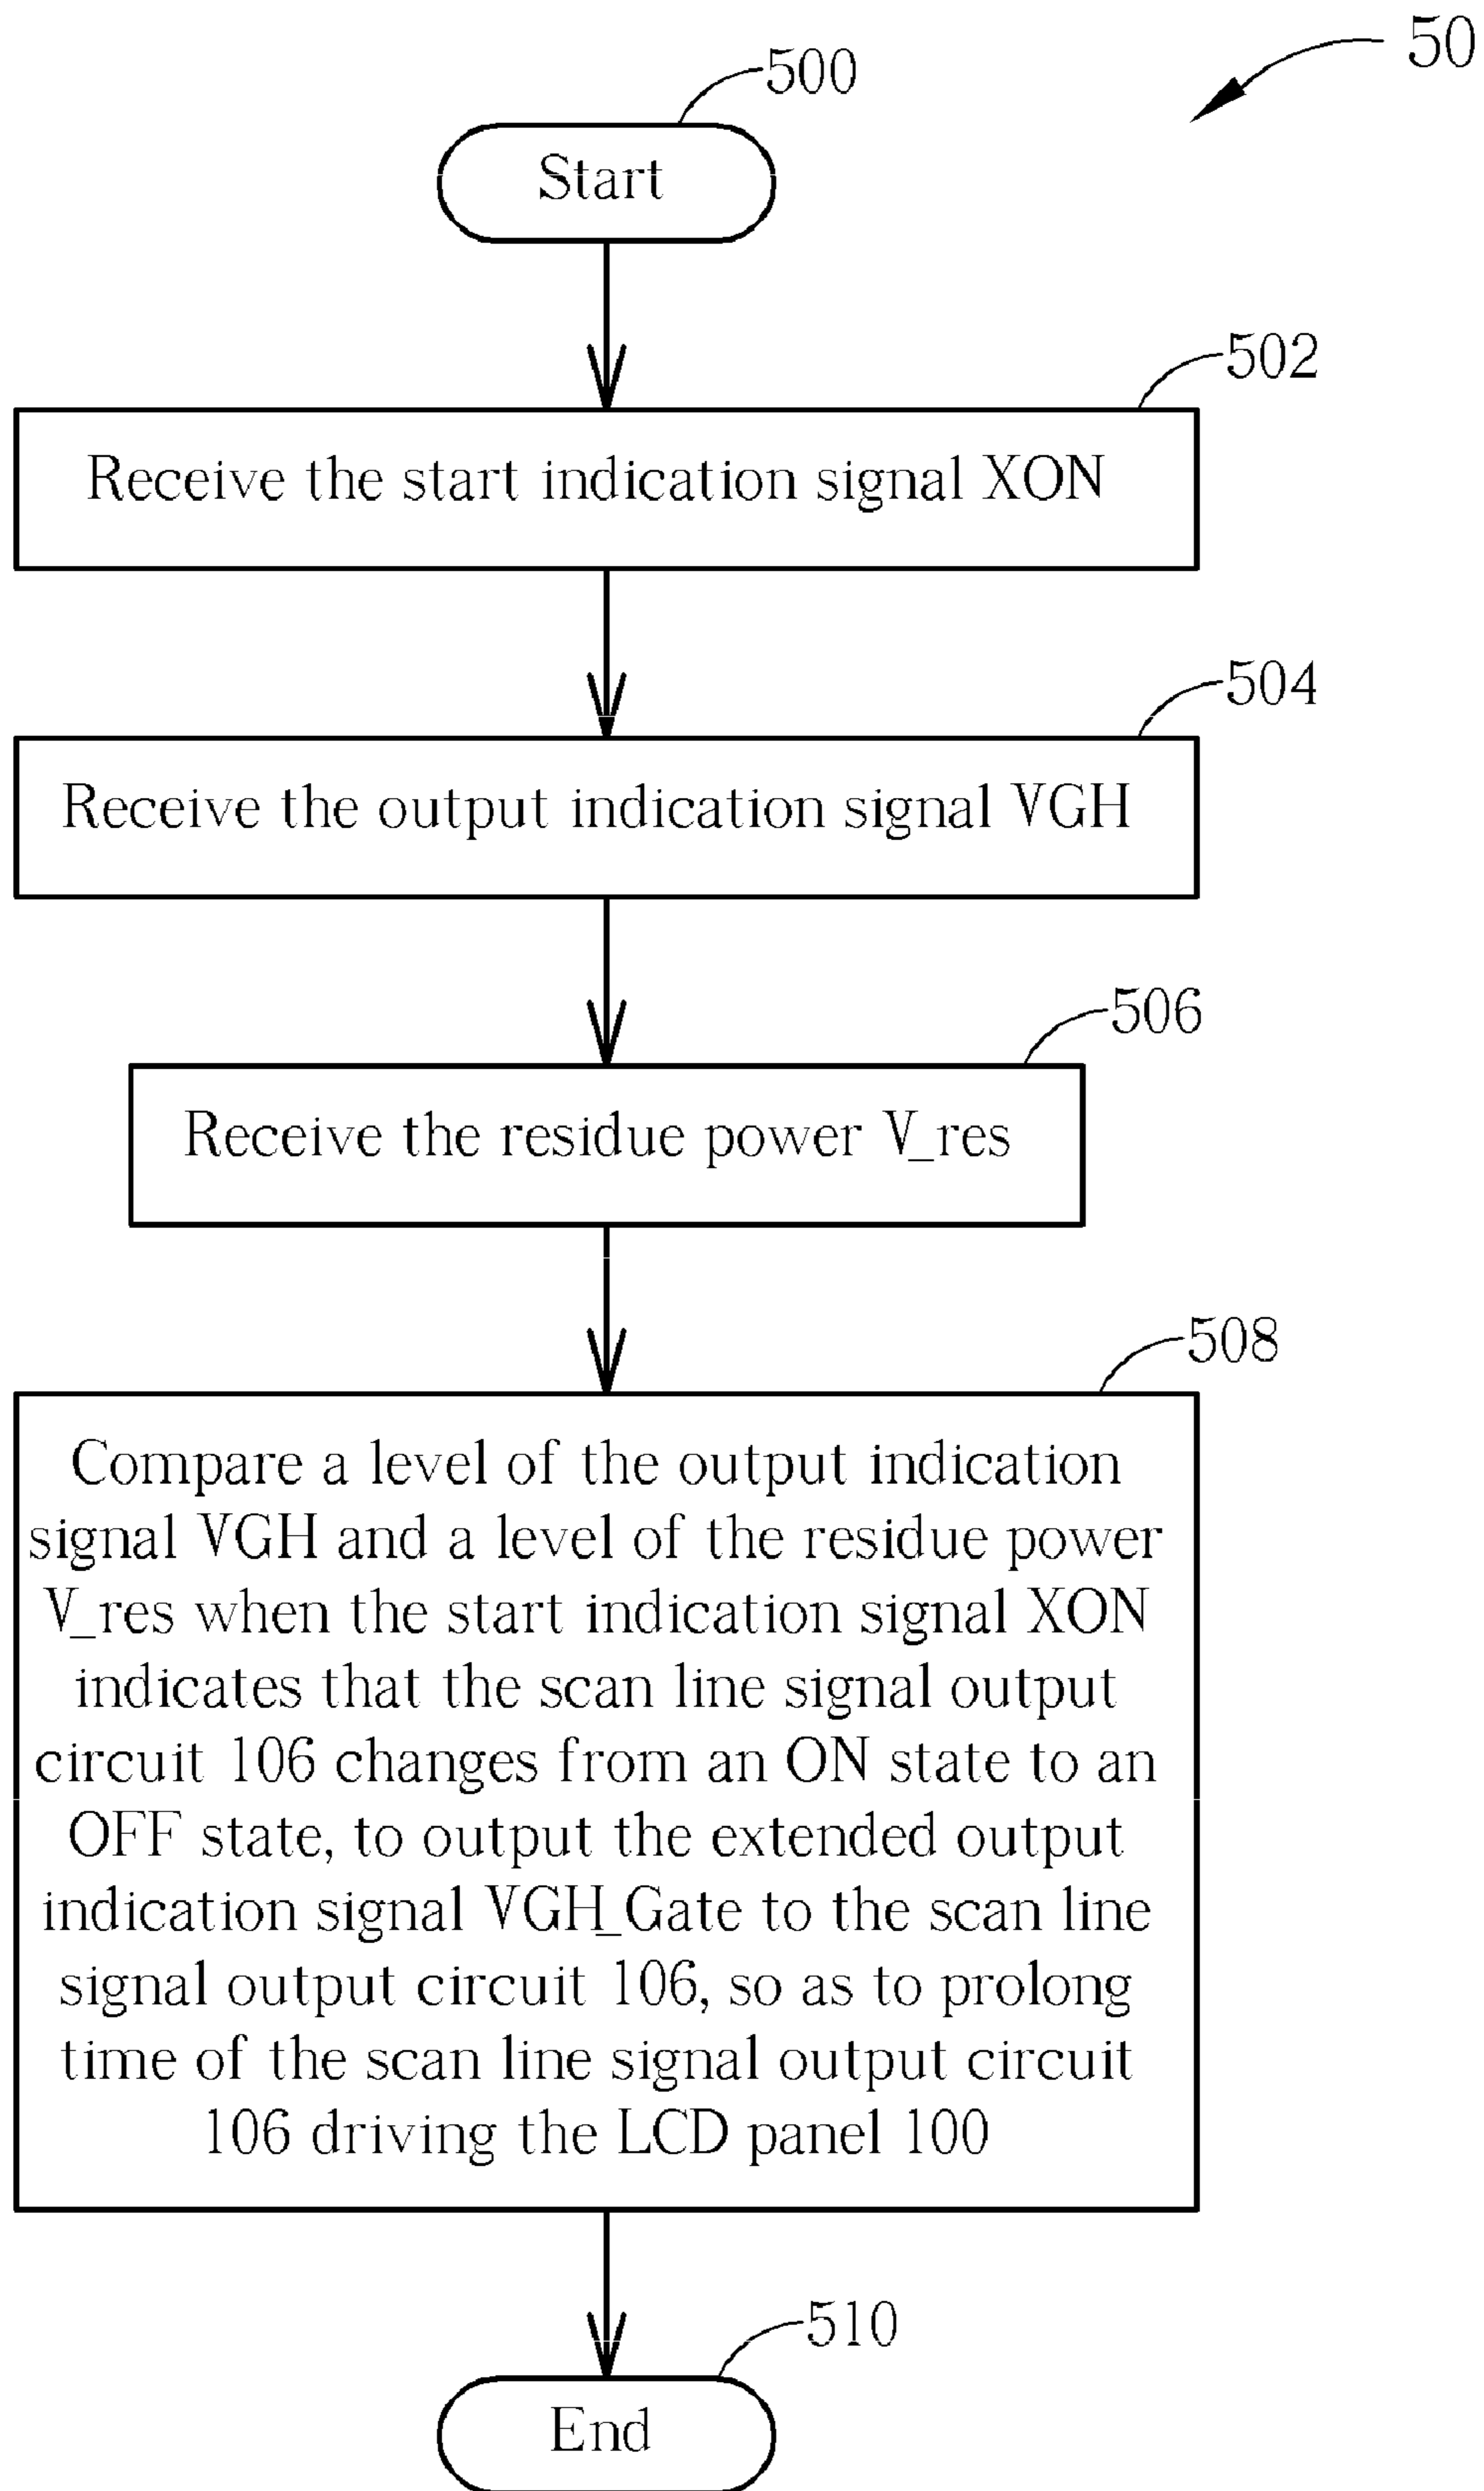 50
500
Start
502
Receive the start indication signal XON
504
Receive the output indication signal VGH
506
Receive the residue power V_res
508
Compare a level of the output indication
signal VGH and a level of the residue power
V_res when the start indication signal XON
indicates that the scan line signal output
circuit 106 changes from an ON state to an
OFF state, to output the extended output
indication signal VGH_Gate to the scan line
signal output circuit 106, so as to prolong
time of the scan line signal output circuit
106 driving the LCD panel 100
510
End